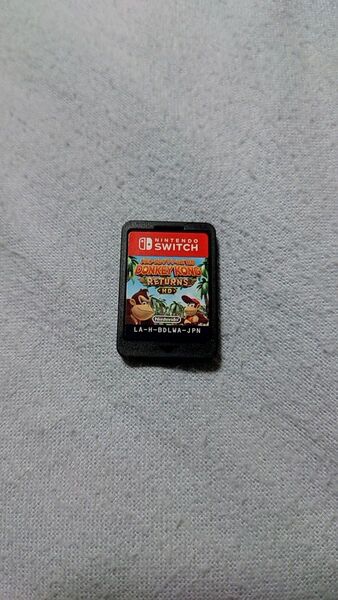 NINTENDO
SWITCH
DONKEY KONG
RETURNS
HD
Nintendo
LA-H-BDLWA-JPN